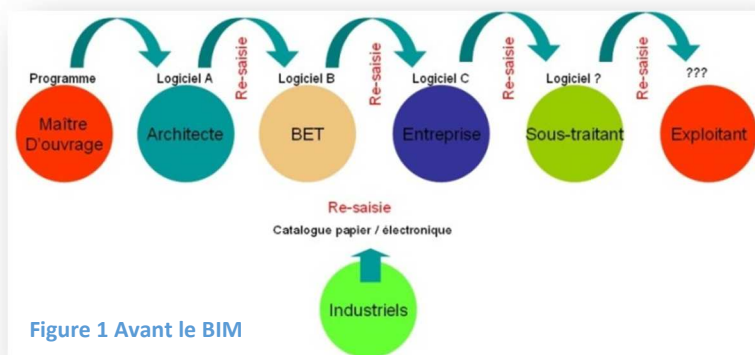 Programme
Logiciel A
Re-saisie
Logiciel B
Re-saisie
Logiciel C
Re-saisie
Logiciel ?
Re-saisie
???
Maître
D'ouvrage
Architecte
BET
Entreprise
Sous-traitant
Exploitant
Re-saisie
Catalogue papier / électronique
Industriels
Figure 1 Avant le BIM